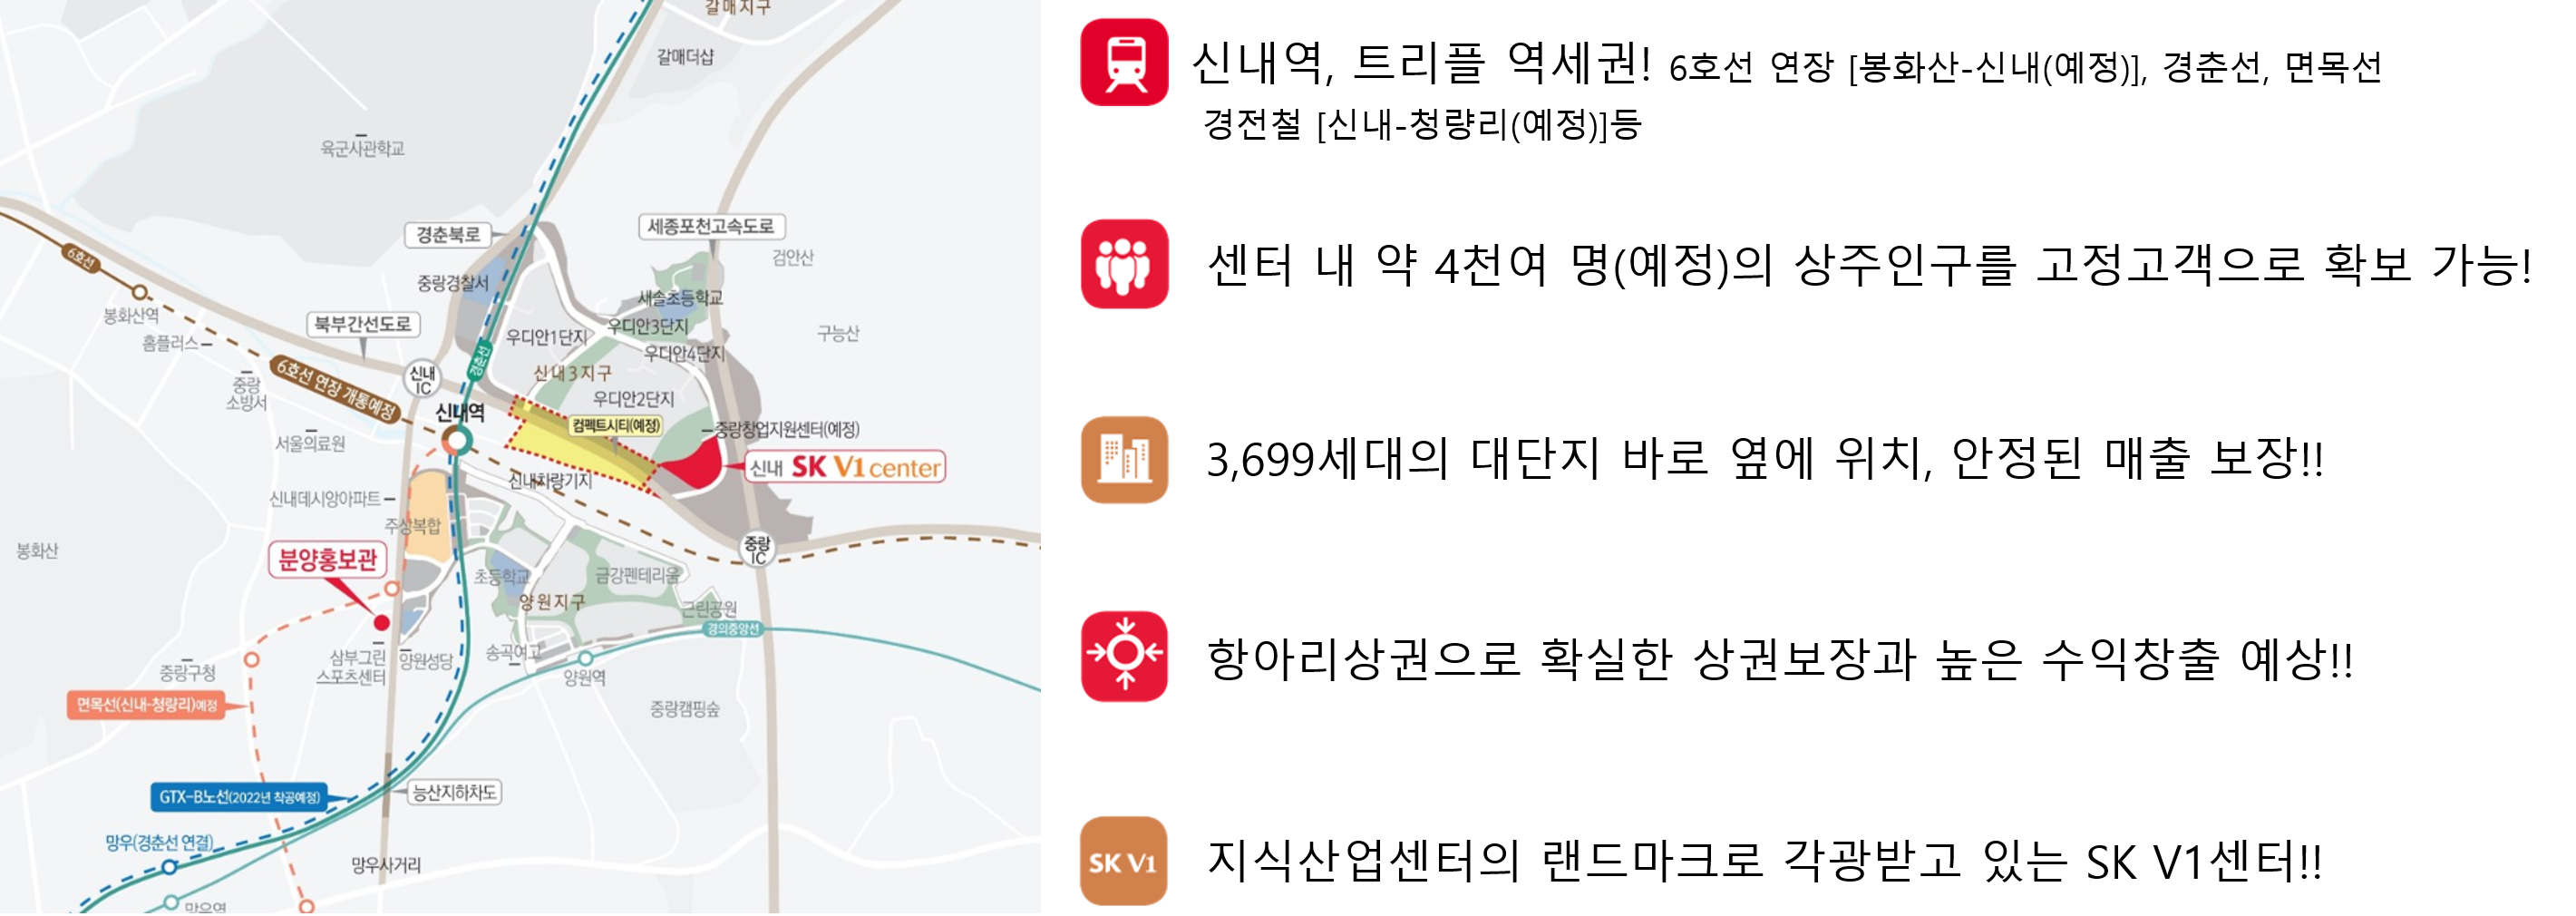 갈매지구
갈매더샵
육군사관학교
경춘북로
세종포천고속도로
검안산
6호선
중랑경찰서
새솔초등학교
봉화산역
북부간선도로
우디안1단지
우디안3단지
구능산
홈플러스
경춘선
우디안4단지
6호선 연장 개통예정
신내
IC
신내3지구
중랑
소방서
우디안2단지
신내역
컴팩트시티(예정)
중랑창업지원센터(예정)
서울의료원
신내 SK V1 center
신내차량기지
신내데시앙아파트
주상복합
봉화산
분양홍보관
중랑
IC
초등학교
금강펜테리움
양원지구
근린공원
경의중앙선
삼부그린
스포츠센터
양원성당
송곡여고
중랑구청
양원역
면목선(신내-청량리)예정
중랑캠핑숲
GTX-B노선(2022년 착공예정)
능산지하차도
망우(경춘선 연결)
망우사거리
망우역
신내역, 트리플 역세권! 6호선 연장 [봉화산-신내(예정)], 경춘선, 면목선
경전철 [신내-청량리(예정)]등
센터 내 약 4천여 명(예정)의 상주인구를 고정고객으로 확보 가능!
3,699세대의 대단지 바로 옆에 위치, 안정된 매출 보장!!
항아리상권으로 확실한 상권보장과 높은 수익창출 예상!!
SK V1
지식산업센터의 랜드마크로 각광받고 있는 SK V1센터!!